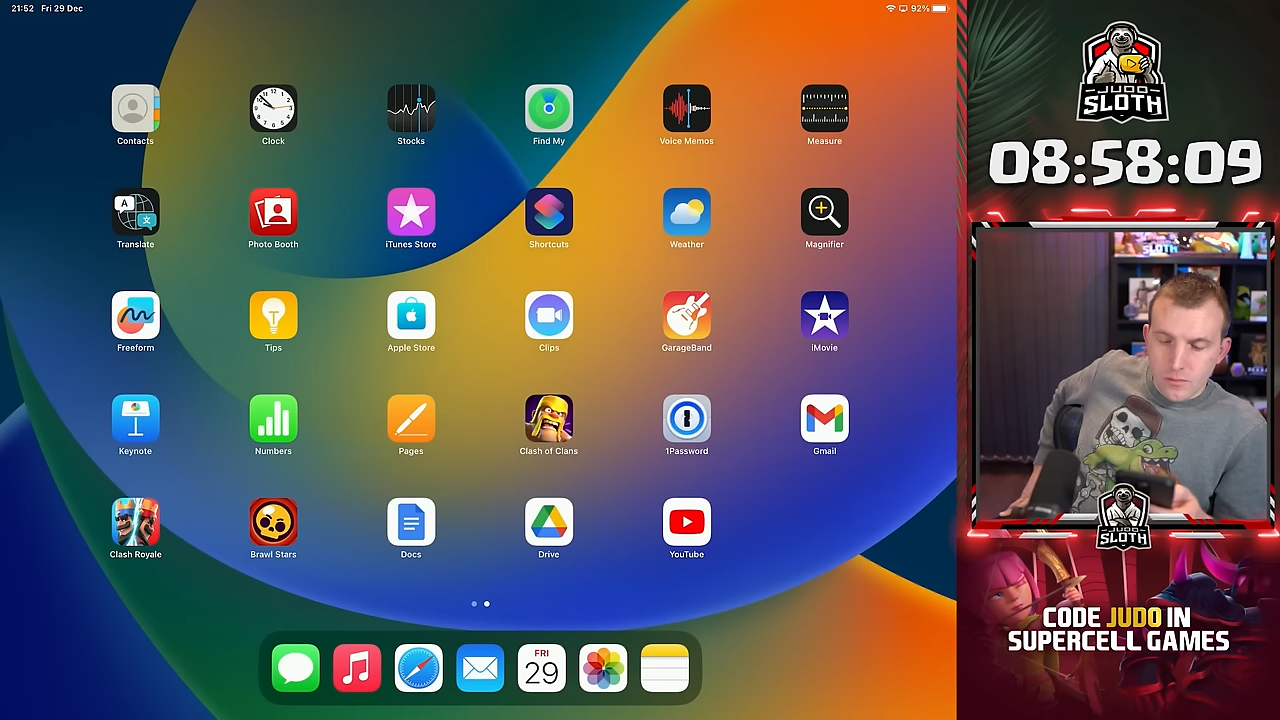 21:52 Fri 29 Dec
92%
Contacts
Clock
Stocks
Find My
Voice Memos
Measure
Translate
Photo Booth
iTunes Store
Shortcuts
Weather
Magnifier
Freeform
Tips
Apple Store
Clips
GarageBand
iMovie
Keynote
Numbers
Pages
Clash of Clans
1Password
Gmail
Clash Royale
Brawl Stars
Docs
Drive
YouTube
FRI
29
JUDO
SLOTH
08:58:09
SLOTH
JUDO
SLOTH
CODE JUDO IN
SUPERCELL GAMES